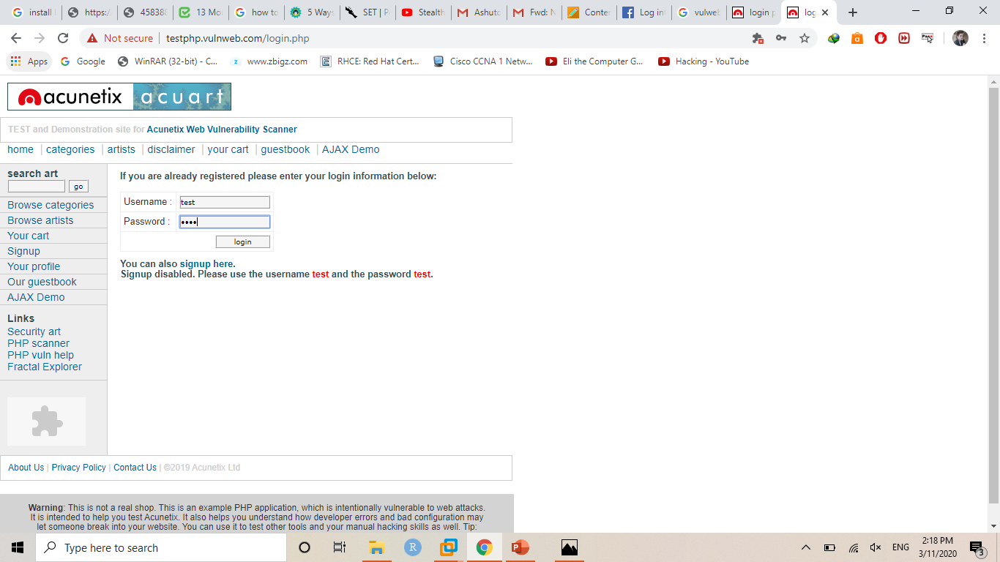 install
https:/
45838
13 Mo
how to
5 Ways
SET | P
Stealth
Ashuto
Fwd: N
Conter
Log in
vulweb
login p
log
Not secure | testphp.vulnweb.com/login.php
Apps
Google
WinRAR (32-bit) - C...
www.zbigz.com
RHCE: Red Hat Cert...
Cisco CCNA 1 Netw...
Eli the Computer G...
Hacking - YouTube
acunetix acuart
TEST and Demonstration site for Acunetix Web Vulnerability Scanner
home | categories | artists | disclaimer | your cart | guestbook | AJAX Demo
search art
go
Browse categories
Browse artists
Your cart
Signup
Your profile
Our guestbook
AJAX Demo
Links
Security art
PHP scanner
PHP vuln help
Fractal Explorer
If you are already registered please enter your login information below:
Username : test
Password : ••••
login
You can also signup here.
Signup disabled. Please use the username test and the password test.
About Us | Privacy Policy | Contact Us | ©2019 Acunetix Ltd
Warning: This is not a real shop. This is an example PHP application, which is intentionally vulnerable to web attacks.
It is intended to help you test Acunetix. It also helps you understand how developer errors and bad configuration may
let someone break into your website. You can use it to test other tools and your manual hacking skills as well. Tip:
Type here to search
ENG
2:18 PM
3/11/2020
3